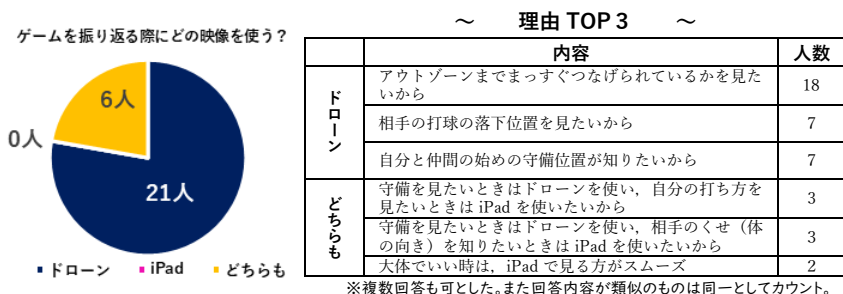 ゲームを振り返る際にどの映像を使う?
6人
0人
21人
ドローン
iPad
どちらも
～ 理由 TOP 3 ～
内容 人数
ドローン
アウトゾーンまでまっすぐつなげられているかを見た
いから
18
相手の打球の落下位置を見たいから 7
自分と仲間の始めの守備位置が知りたいから 7
どちらも
守備を見たいときはドローンを使い，自分の打ち方を
見たいときは iPad を使いたいから
3
守備を見たいときはドローンを使い，相手のくせ（体
の向き）を知りたいときは iPad を使いたいから
3
大体でいい時は，iPad で見る方がスムーズ 2
※複数回答も可とした。また回答内容が類似のものは同一としてカウント。